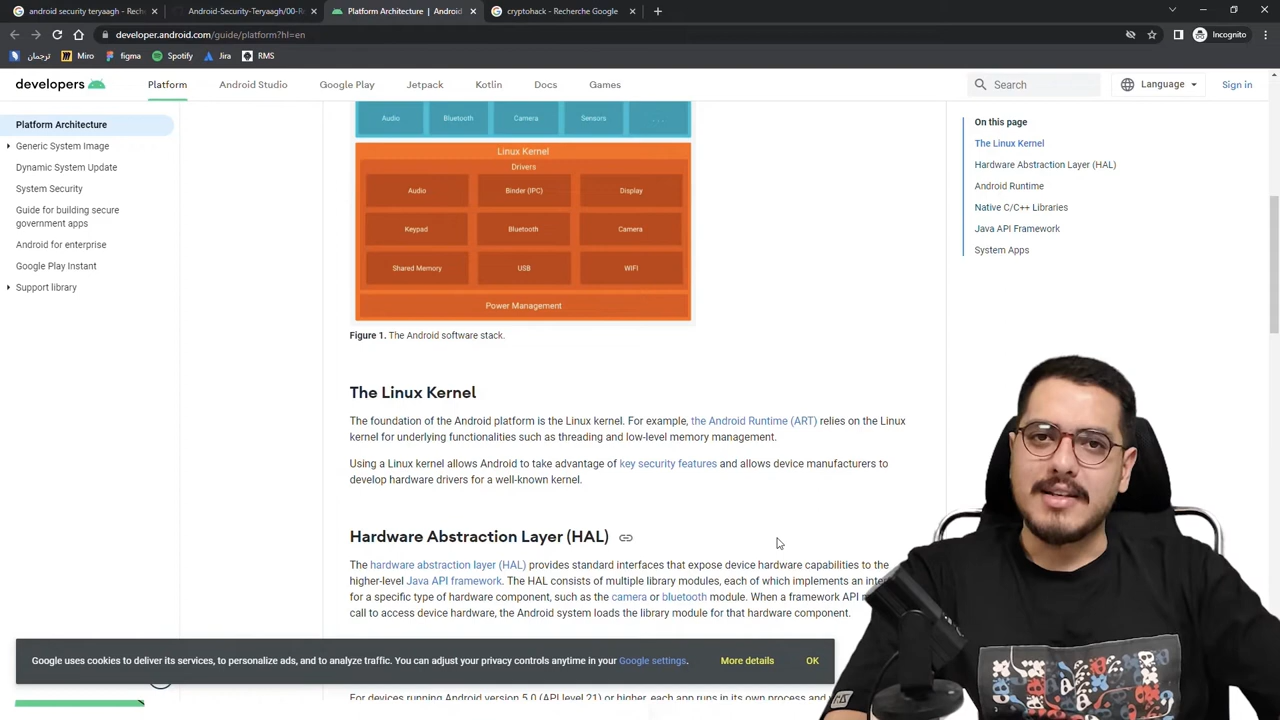 android security teryaagh - Rech
Android-Security-Teryaagh/00-R
Platform Architecture | Android
cryptohack - Recherche Google
developer.android.com/guide/platform?hl=en
Incognito
ترجمان
Miro
figma
Spotify
Jira
RMS
developers
Platform
Android Studio
Google Play
Jetpack
Kotlin
Docs
Games
Search
Language
Sign in
Platform Architecture
Generic System Image
Dynamic System Update
System Security
Guide for building secure
government apps
Android for enterprise
Google Play Instant
Support library
Audio
Bluetooth
Camera
Sensors
. . .
Linux Kernel
Drivers
Audio
Binder (IPC)
Display
Keypad
Bluetooth
Camera
Shared Memory
USB
WIFI
Power Management
Figure 1. The Android software stack.
The Linux Kernel
The foundation of the Android platform is the Linux kernel. For example, the Android Runtime (ART) relies on the Linux
kernel for underlying functionalities such as threading and low-level memory management.
Using a Linux kernel allows Android to take advantage of key security features and allows device manufacturers to
develop hardware drivers for a well-known kernel.
Hardware Abstraction Layer (HAL)
The hardware abstraction layer (HAL) provides standard interfaces that expose device hardware capabilities to the
higher-level Java API framework. The HAL consists of multiple library modules, each of which implements an inte
for a specific type of hardware component, such as the camera or bluetooth module. When a framework API
call to access device hardware, the Android system loads the library module for that hardware component.
On this page
The Linux Kernel
Hardware Abstraction Layer (HAL)
Android Runtime
Native C/C++ Libraries
Java API Framework
System Apps
Google uses cookies to deliver its services, to personalize ads, and to analyze traffic. You can adjust your privacy controls anytime in your Google settings.
More details
OK
For devices running Android version 5.0 (API level 21) or higher, each app runs in its own process and